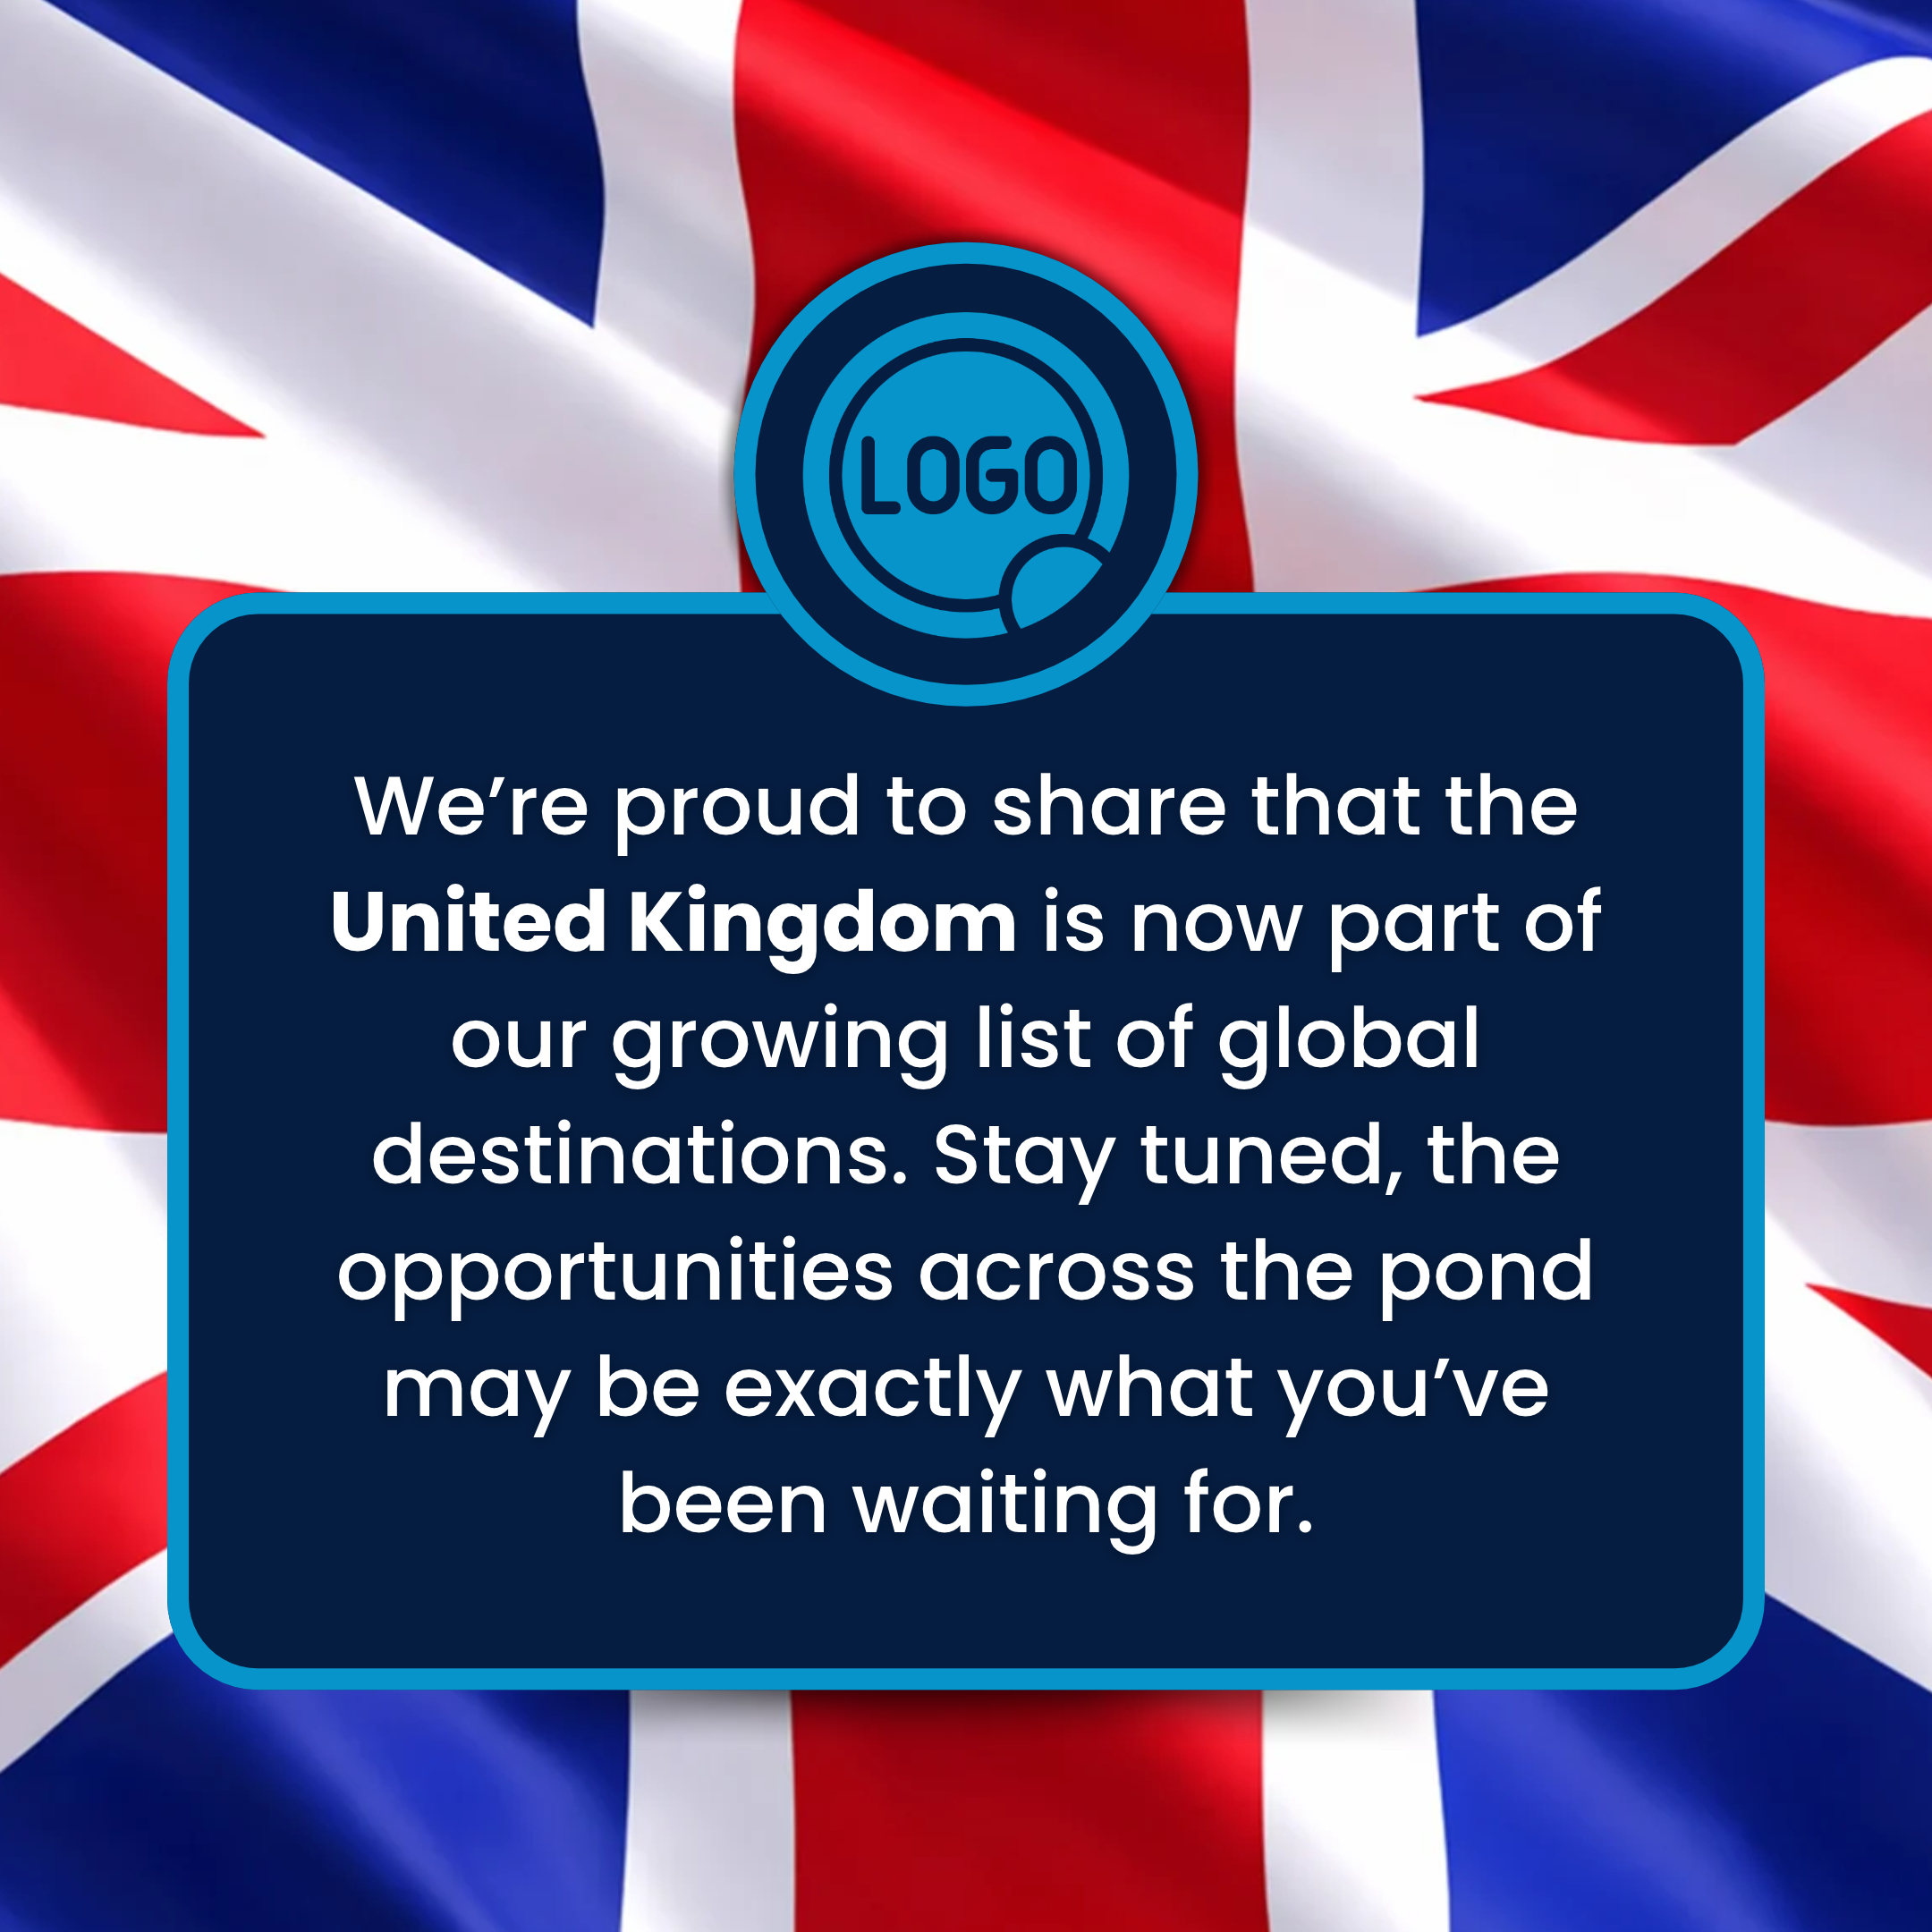 LOGO
We’re proud to share that the
United Kingdom is now part of
our growing list of global
destinations. Stay tuned, the
opportunities across the pond
may be exactly what you’ve
been waiting for.